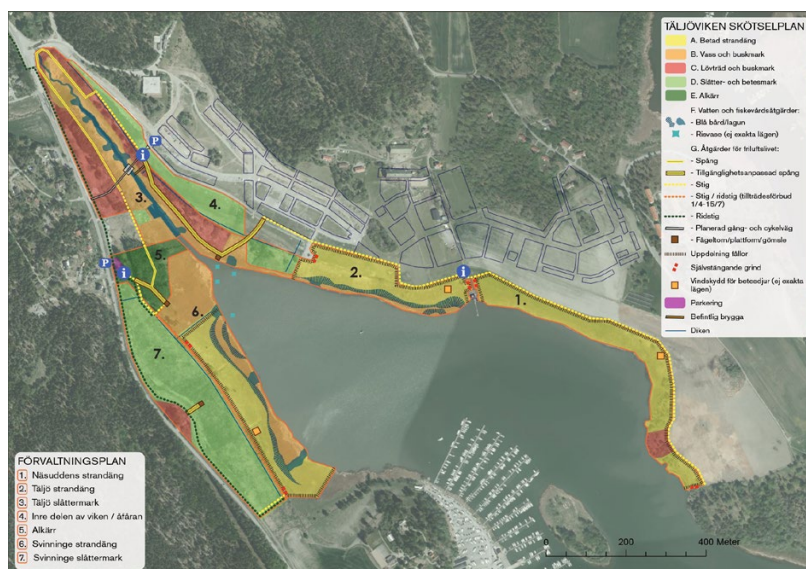 TÄLJÖVIKEN SKÖTSELPLAN
A. Betad strandäng
B. Vass och buskmark
C. Lövträd och buskmark
D. Slåtter- och betesmark
E. Alkärr
F. Vatten och fiskevårdsåtgärder:
- Blå bård/lagun
- Risvase (ej exakta lägen)
G. Åtgärder för friluftslivet:
- Spång
- Tillgänglighetsanpassad spång
- Stig
- Stig / ridstig (tillträdesförbud
1/4-15/7)
- Ridstig
- Planerad gång- och cykelväg
- Fågeltorn/plattform/gömsle
Uppdelning fållor
Självstängande grind
Vindskydd för betesdjur (ej exakta
lägen)
Parkering
Befintlig brygga
Diken
P
i
4.
3.
5.
P
i
2.
i
1.
6.
7.
FÖRVALTNINGSPLAN
1. Näsuddens strandäng
2. Täljö strandäng
3. Täljö slåttermark
4. Inre delen av viken / åfåran
5. Alkärr
6. Svinninge strandäng
7. Svinninge slåttermark
0 200 400 Meter